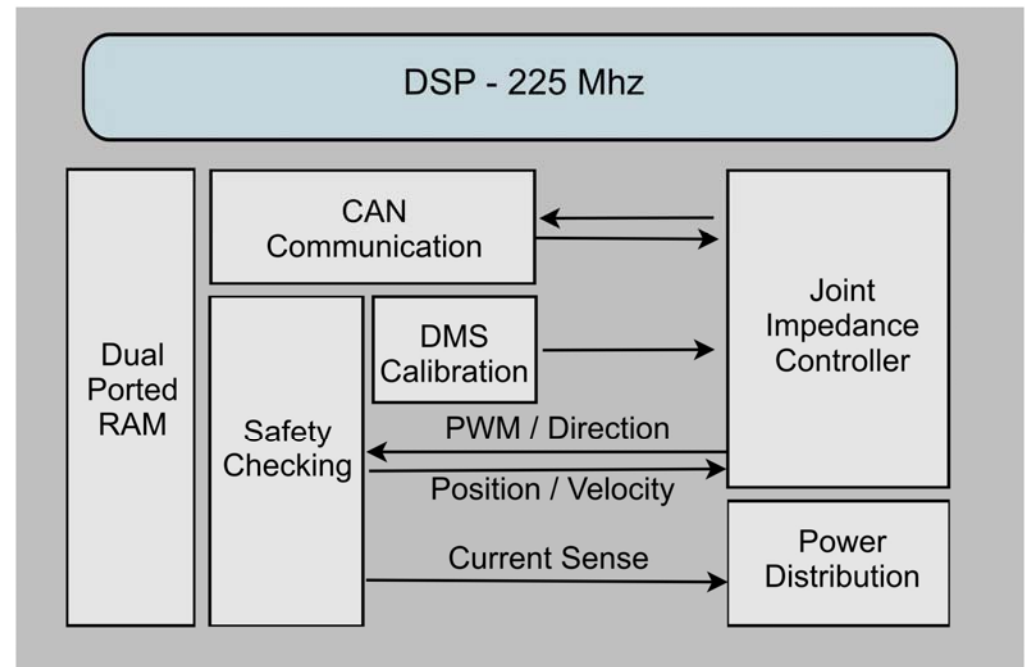 DSP - 225 Mhz
CAN
Communication
Joint
Impedance
Controller
DMS
Calibration
Dual
Ported
RAM
Safety
Checking
PWM / Direction
Position / Velocity
Current Sense
Power
Distribution